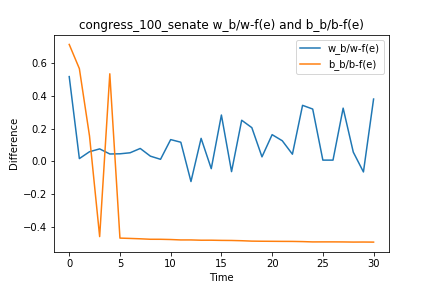 congress_100_senate w_b/w-f(e) and b_b/b-f(e)
w_b/w-f(e)
b_b/b-f(e)
Difference
0.6
0.4
0.2
0.0
−0.2
−0.4
0 5 10 15 20 25 30
Time